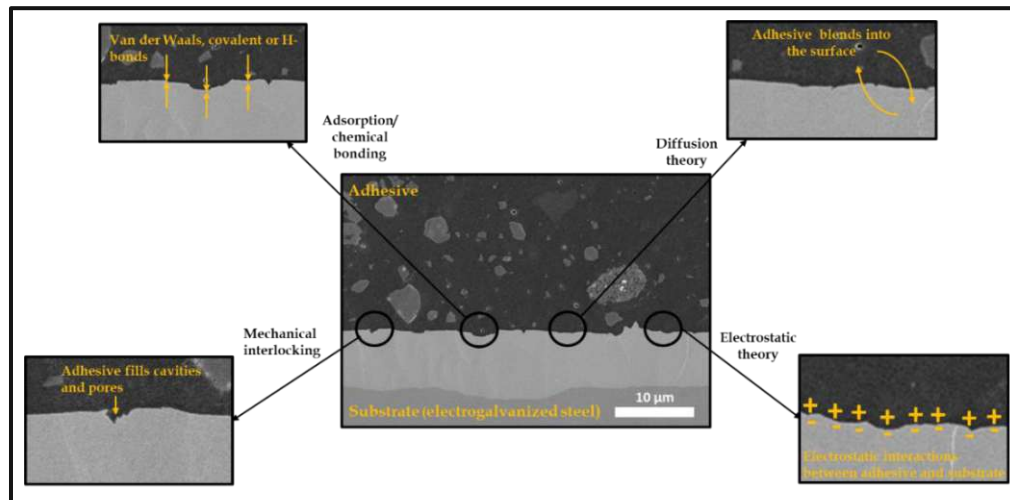 Van der Waals, covalent or H-
bonds
Adhesive blends into
the surface
Adsorption/
chemical
bonding
Diffusion
theory
Adhesive
Mechanical
interlocking
Electrostatic
theory
Adhesive fills cavities
and pores
Substrate (electrogalvanized steel)
10 µm
+ + + + + + + +
- - - - - - - -
Electrostatic interactions
between adhesive and substrate